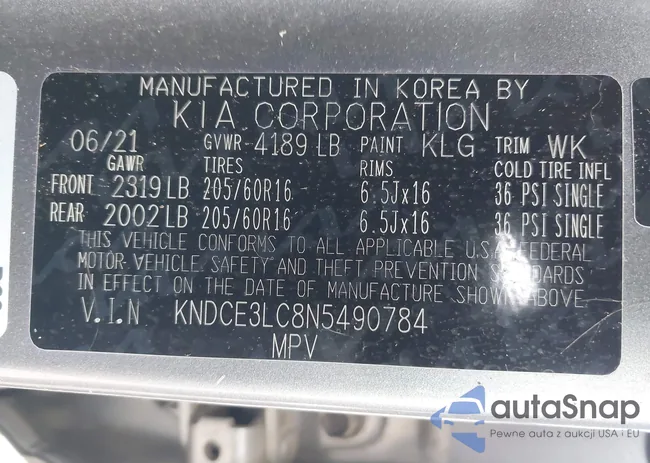 MANUFACTURED IN KOREA BY
KIA CORPORATION
06/21 GVWR-4189 LB PAINT KLG TRIM WK
GAWR TIRES RIMS COLD TIRE INFL
FRONT 2319 LB 205/60R16 6.5Jx16 36 PSI SINGLE
REAR 2002 LB 205/60R16 6.5Jx16 36 PSI SINGLE
THIS VEHICLE CONFORMS TO ALL APPLICABLE U.S.A FEDERAL
MOTOR VEHICLE SAFETY AND THEFT PREVENTION STANDARDS
IN EFFECT ON THE DATE OF MANUFACTURE SHOWN ABOVE.
V.I.N KNDCE3LC8N5490784
MPV
autaSnap
Pewne auta z aukcji USA i EU